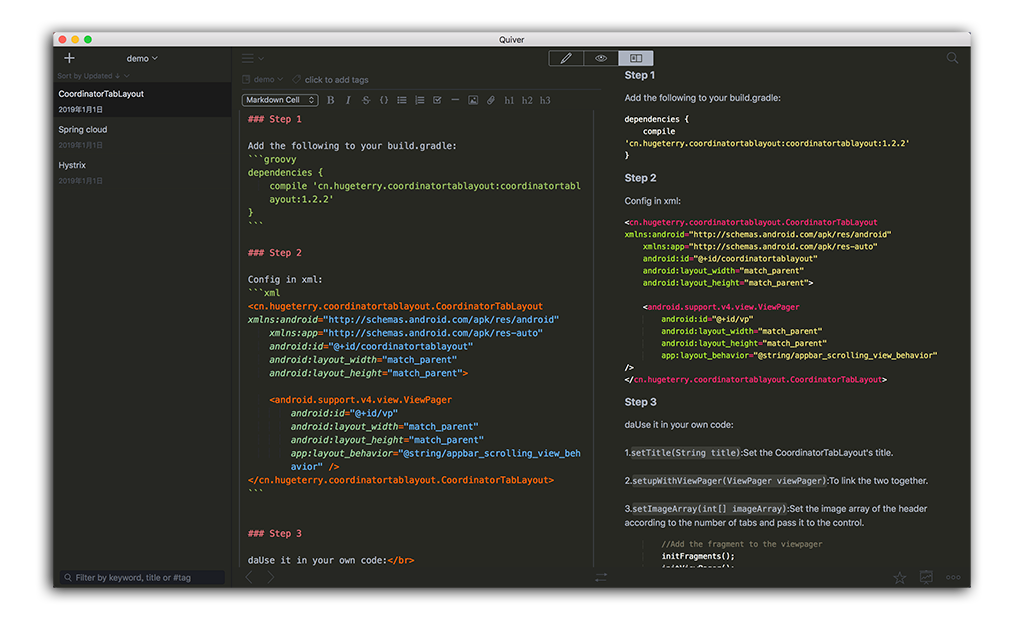 Quiver
demo
Sort by Updated ↓
CoordinatorTabLayout
2019年1月1日
Spring cloud
2019年1月1日
Hystrix
2019年1月1日
Filter by keyword, title or #tag
demo
click to add tags
Markdown Cell B I S {} h1 h2 h3
### Step 1
Add the following to your build.gradle:
```groovy
dependencies {
compile 'cn.hugeterry.coordinatortablayout:coordinatortabl
ayout:1.2.2'
}
```
### Step 2
Config in xml:
```xml
<cn.hugeterry.coordinatortablayout.CoordinatorTabLayout
xmlns:android="http://schemas.android.com/apk/res/android"
xmlns:app="http://schemas.android.com/apk/res-auto"
android:id="@+id/coordinatortablayout"
android:layout_width="match_parent"
android:layout_height="match_parent">
<android.support.v4.view.ViewPager
android:id="@+id/vp"
android:layout_width="match_parent"
android:layout_height="match_parent"
app:layout_behavior="@string/appbar_scrolling_view_beh
avior" />
</cn.hugeterry.coordinatortablayout.CoordinatorTabLayout>
```
### Step 3
daUse it in your own code:</br>
Step 1
Add the following to your build.gradle:
dependencies {
compile
'cn.hugeterry.coordinatortablayout:coordinatortablayout:1.2.2'
}
Step 2
Config in xml:
<cn.hugeterry.coordinatortablayout.CoordinatorTabLayout
xmlns:android="http://schemas.android.com/apk/res/android"
xmlns:app="http://schemas.android.com/apk/res-auto"
android:id="@+id/coordinatortablayout"
android:layout_width="match_parent"
android:layout_height="match_parent">
<android.support.v4.view.ViewPager
android:id="@+id/vp"
android:layout_width="match_parent"
android:layout_height="match_parent"
app:layout_behavior="@string/appbar_scrolling_view_behavior"
/>
</cn.hugeterry.coordinatortablayout.CoordinatorTabLayout>
Step 3
daUse it in your own code:
1.setTitle(String title):Set the CoordinatorTabLayout's title.
2.setupWithViewPager(ViewPager viewPager):To link the two together.
3.setImageArray(int[] imageArray):Set the image array of the header
according to the number of tabs and pass it to the control.
//Add the fragment to the viewpager
initFragments();